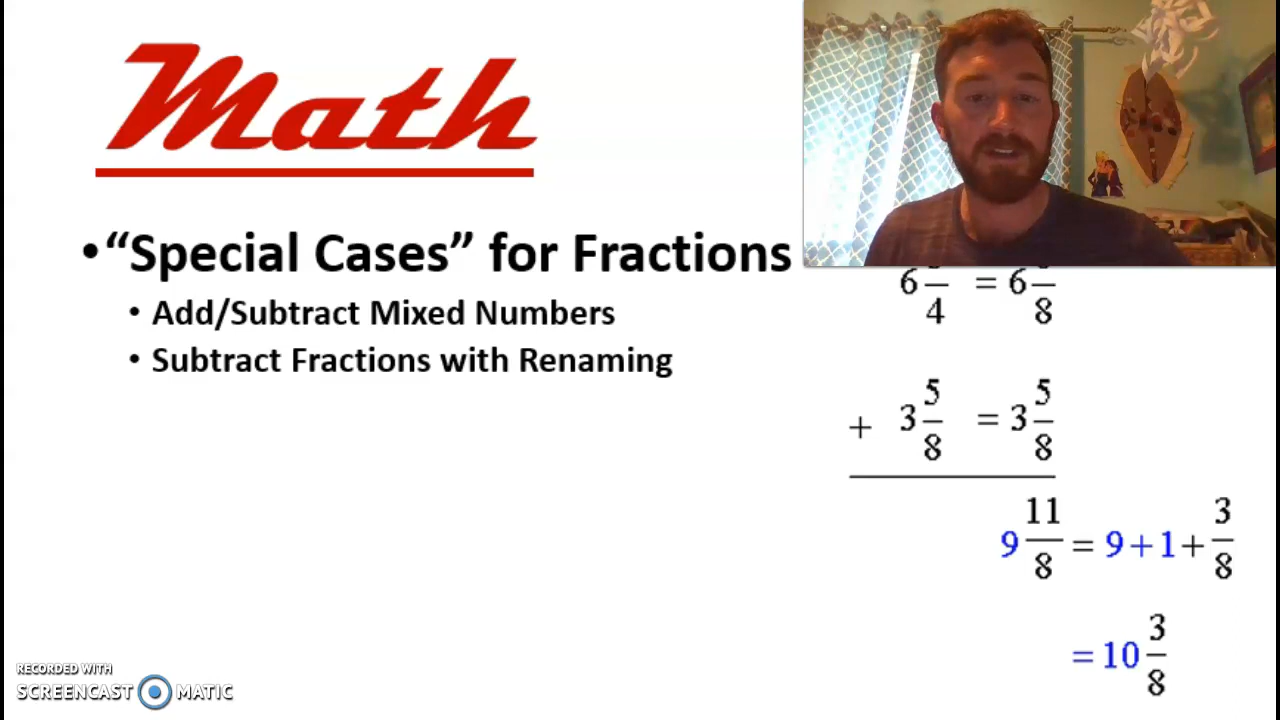 Math
• “Special Cases” for Fractions
• Add/Subtract Mixed Numbers
• Subtract Fractions with Renaming
6 /4 = 6 /8
+ 3 5/8 = 3 5/8
9 11/8 = 9 + 1 + 3/8
= 10 3/8
RECORDED WITH
SCREENCAST MATIC